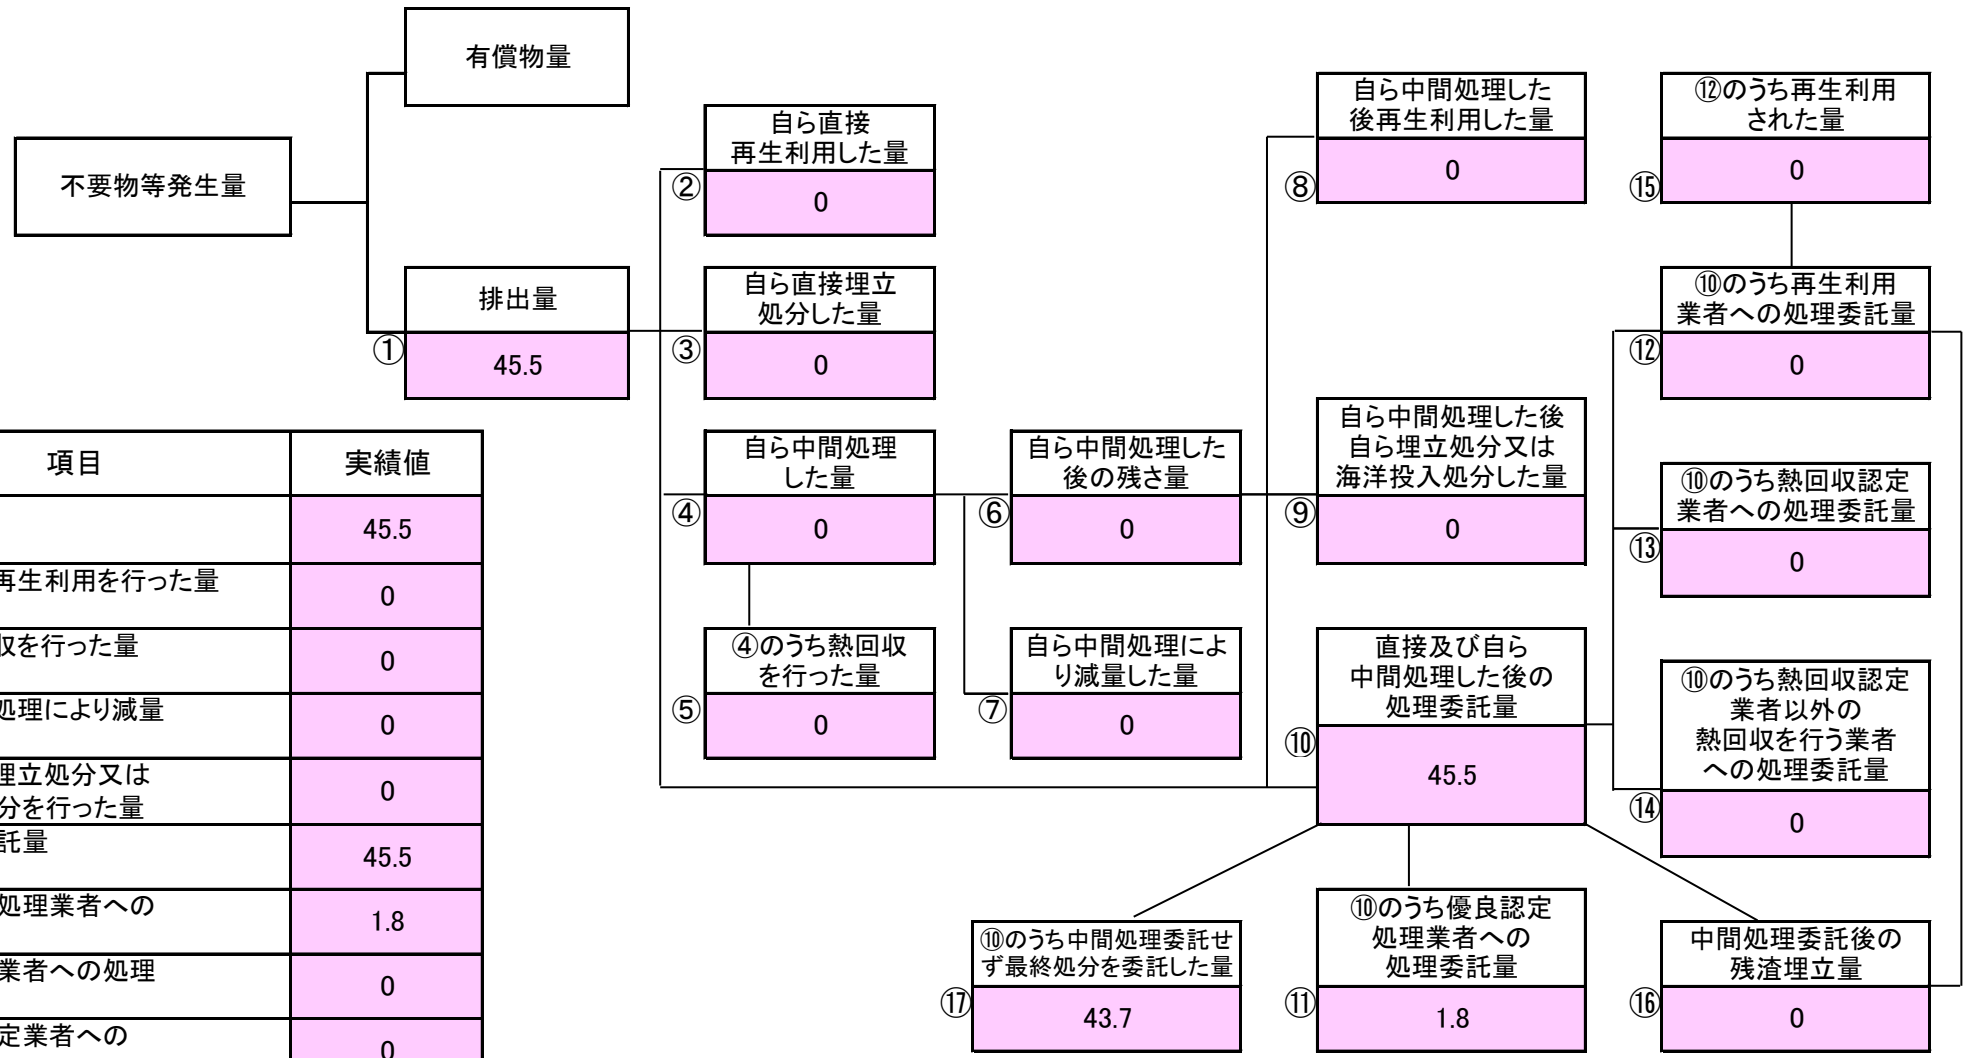 有償物量
不要物等発生量
排出量
①
45.5
自ら直接
再生利用した量
②
0
自ら直接埋立
処分した量
③
0
自ら中間処理
した量
④
0
④のうち熱回収
を行った量
⑤
0
自ら中間処理した
後の残さ量
⑥
0
自ら中間処理によ
り減量した量
⑦
0
自ら中間処理した
後再生利用した量
⑧
0
自ら中間処理した後
自ら埋立処分又は
海洋投入処分した量
⑨
0
直接及び自ら
中間処理した後の
処理委託量
⑩
45.5
⑫のうち再生利用
された量
⑮
0
⑩のうち再生利用
業者への処理委託量
⑫
0
⑩のうち熱回収認定
業者への処理委託量
⑬
0
⑩のうち熱回収認定
業者以外の
熱回収を行う業者
への処理委託量
⑭
0
⑩のうち中間処理委託せ
ず最終処分を委託した量
⑰
43.7
⑩のうち優良認定
処理業者への
処理委託量
⑪
1.8
中間処理委託後の
残渣埋立量
⑯
0
項目 実績値
45.5
再生利用を行った量 0
収を行った量 0
処理により減量 0
埋立処分又は
分を行った量 0
託量 45.5
処理業者への 1.8
業者への処理 0
定業者への 0